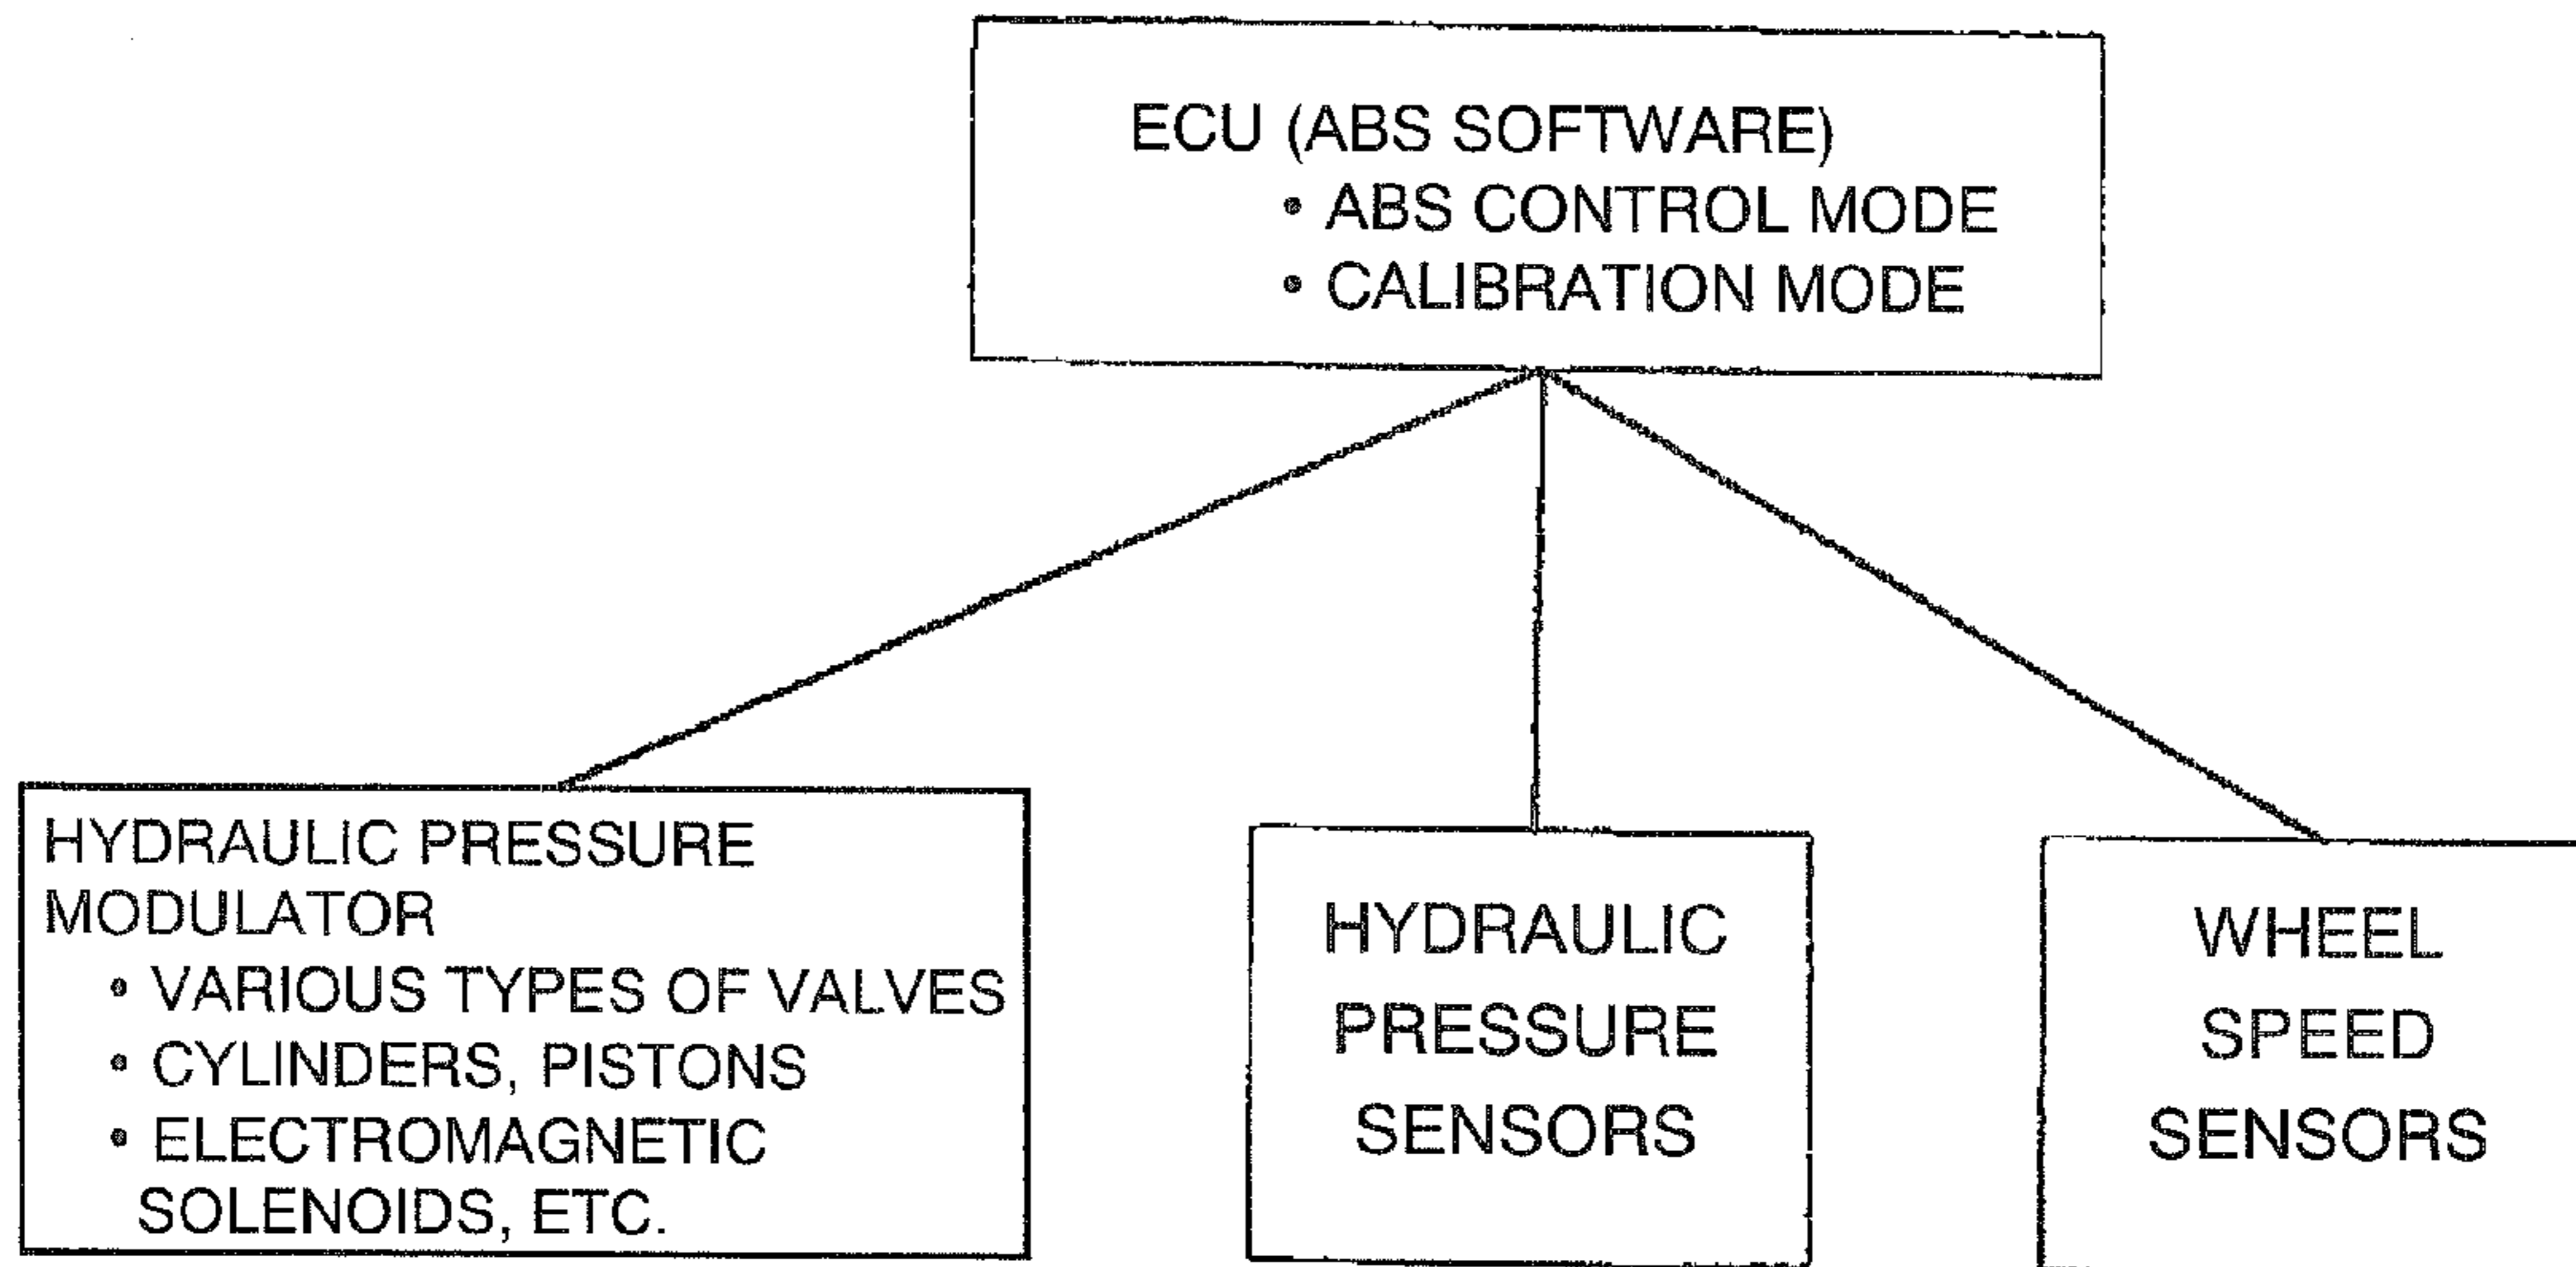 ECU (ABS SOFTWARE)
• ABS CONTROL MODE
• CALIBRATION MODE
HYDRAULIC PRESSURE
MODULATOR
• VARIOUS TYPES OF VALVES
• CYLINDERS, PISTONS
• ELECTROMAGNETIC
SOLENOIDS, ETC.
HYDRAULIC
PRESSURE
SENSORS
WHEEL
SPEED
SENSORS